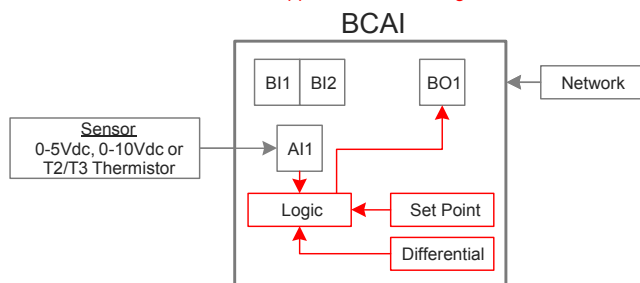 BCAI
BI1 BI2 BO1
Network
Sensor
0-5Vdc, 0-10Vdc or
T2/T3 Thermistor
AI1
Logic
Set Point
Differential